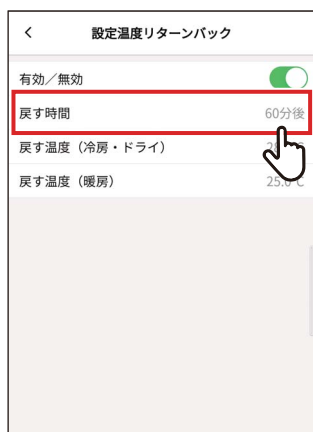 設定温度リターンバック
有効／無効
戻す時間 60分後
戻す温度（冷房・ドライ）
戻す温度（暖房） 25.0℃